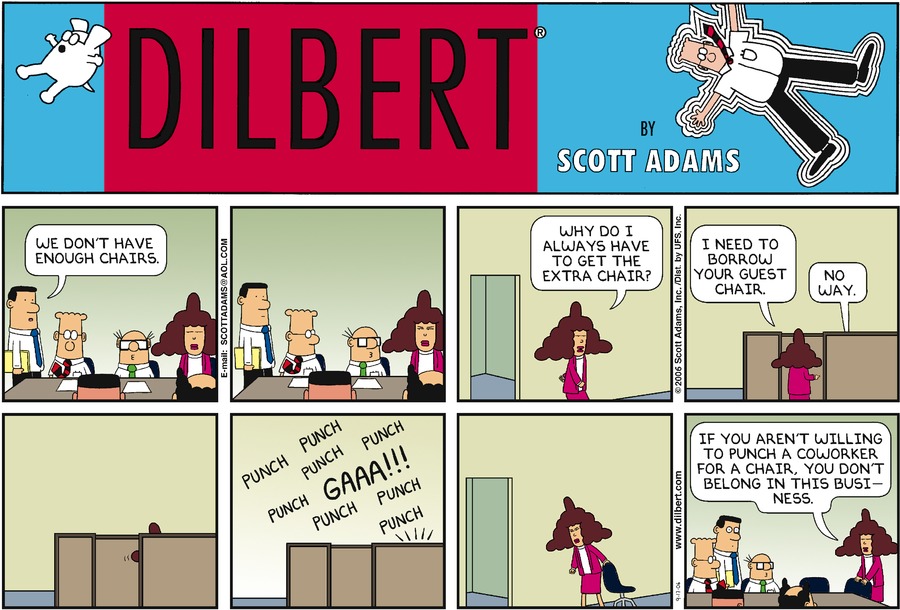 DILBERT®
BY
SCOTT ADAMS
WE DON'T HAVE
ENOUGH CHAIRS.
E-mail: SCOTTADAMS@AOL.COM
WHY DO I
ALWAYS HAVE
TO GET THE
EXTRA CHAIR?
© 2006 Scott Adams, Inc./Dist. by UFS, Inc.
I NEED TO
BORROW
YOUR GUEST
CHAIR.
NO
WAY.
PUNCH
PUNCH
PUNCH
PUNCH
GAAA!!!
PUNCH
PUNCH
PUNCH
PUNCH
www.dilbert.com
9-17-06
IF YOU AREN'T WILLING
TO PUNCH A COWORKER
FOR A CHAIR, YOU DON'T
BELONG IN THIS BUSI-
NESS.